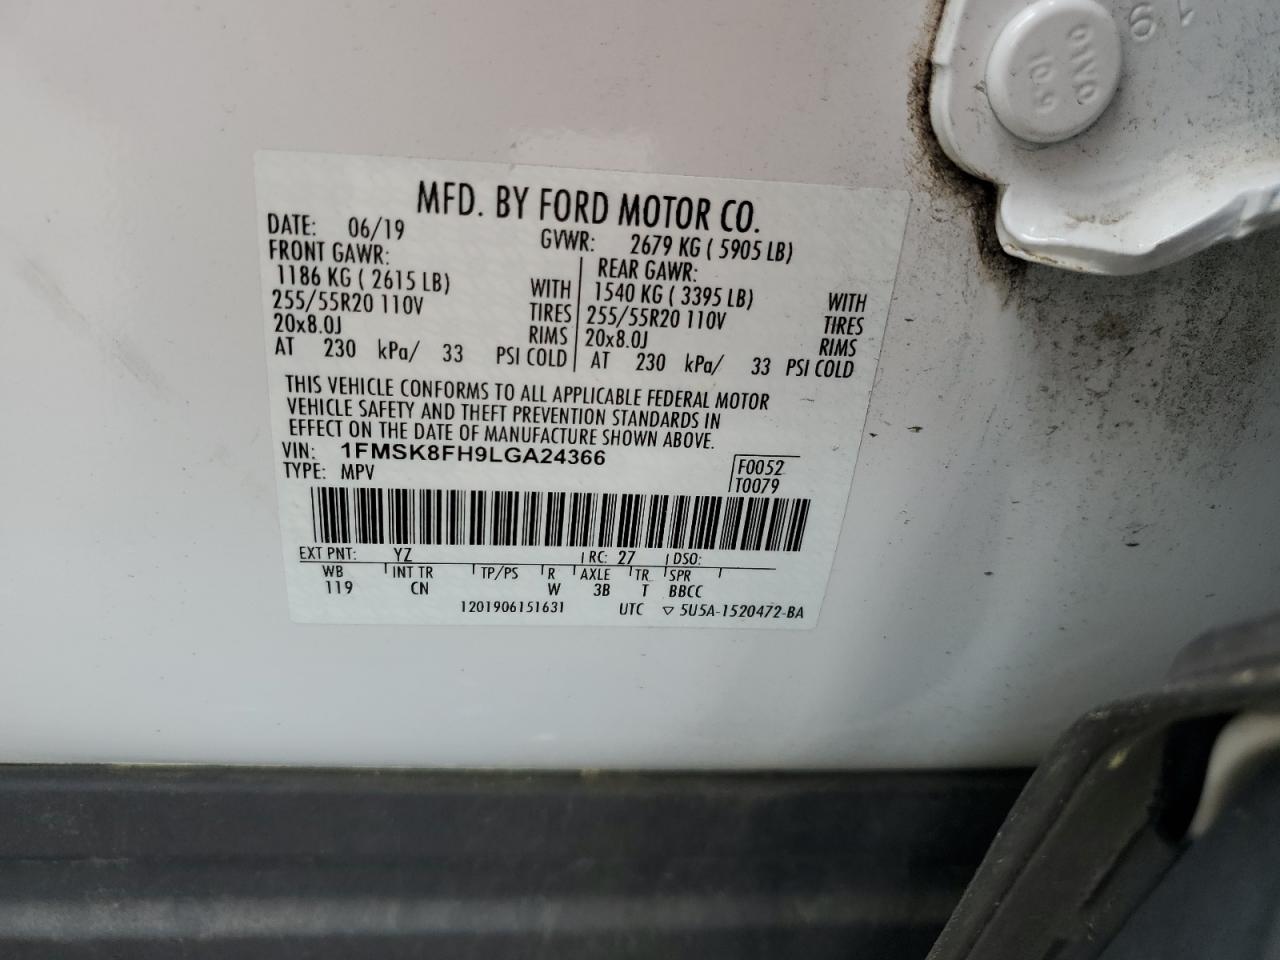 01VO
10.9
9
1
MFD. BY FORD MOTOR CO.
DATE: 06/19 GVWR: 2679 KG ( 5905 LB)
FRONT GAWR: REAR GAWR:
1186 KG ( 2615 LB) WITH 1540 KG ( 3395 LB) WITH
255/55R20 110V TIRES 255/55R20 110V TIRES
20x8.0J RIMS 20x8.0J RIMS
AT 230 kPa/ 33 PSI COLD AT 230 kPa/ 33 PSI COLD
THIS VEHICLE CONFORMS TO ALL APPLICABLE FEDERAL MOTOR
VEHICLE SAFETY AND THEFT PREVENTION STANDARDS IN
EFFECT ON THE DATE OF MANUFACTURE SHOWN ABOVE.
VIN: 1FMSK8FH9LGA24366 F0052
TYPE: MPV T0079
EXT PNT: YZ RC: 27 DSO:
WB INT TR TP/PS R AXLE TR SPR
119 CN W 3B T BBCC
1201906151631 UTC ▽ 5U5A-1520472-BA